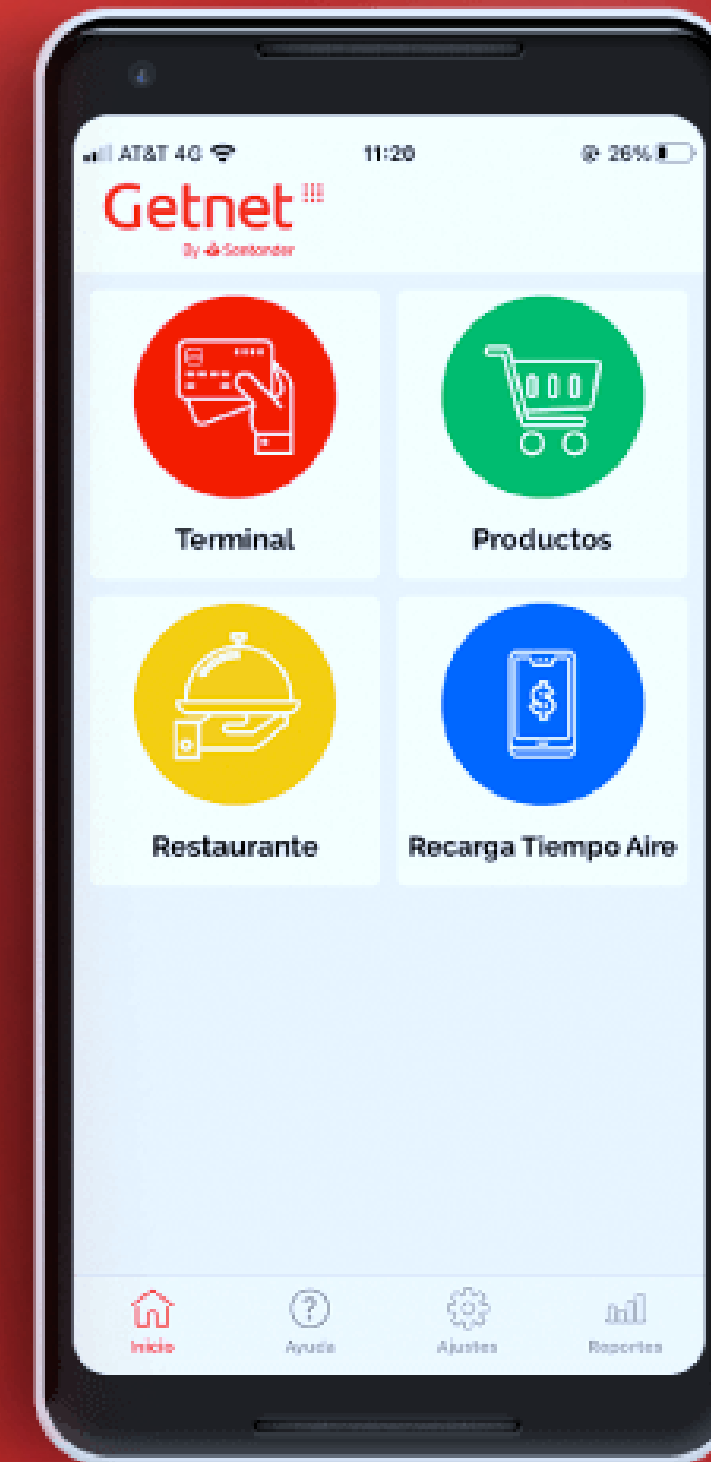 AT&T 4G 11:20 26%
Getnet
By Santander
Terminal
Productos
Restaurante
Recarga Tiempo Aire
Inicio
Ayuda
Ajustes
Reportes